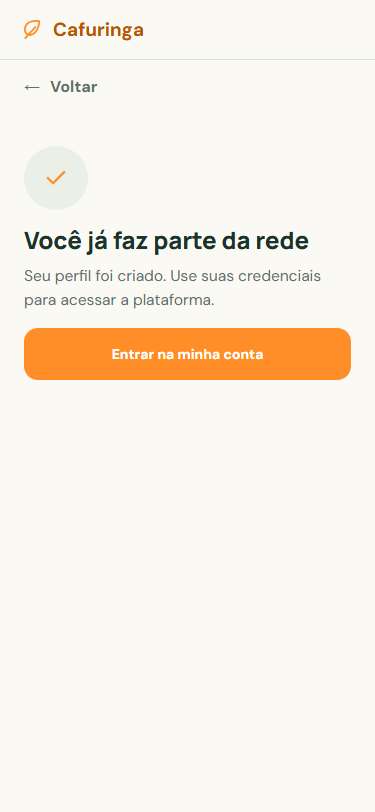 Cafuringa
← Voltar
Você já faz parte da rede
Seu perfil foi criado. Use suas credenciais
para acessar a plataforma.
Entrar na minha conta